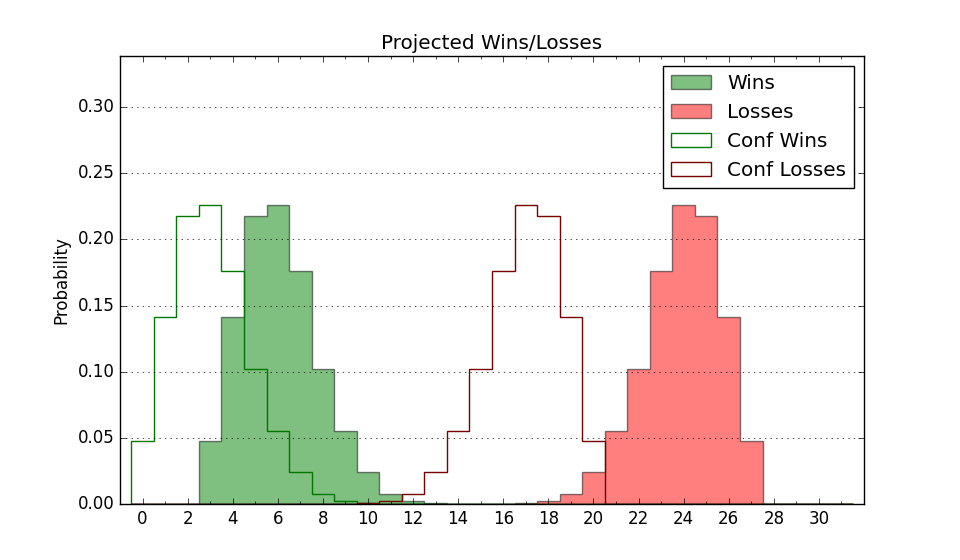 Projected Wins/Losses
Wins
Losses
Conf Wins
Conf Losses
Probability
0.30
0.25
0.20
0.15
0.10
0.05
0.00
0 2 4 6 8 10 12 14 16 18 20 22 24 26 28 30